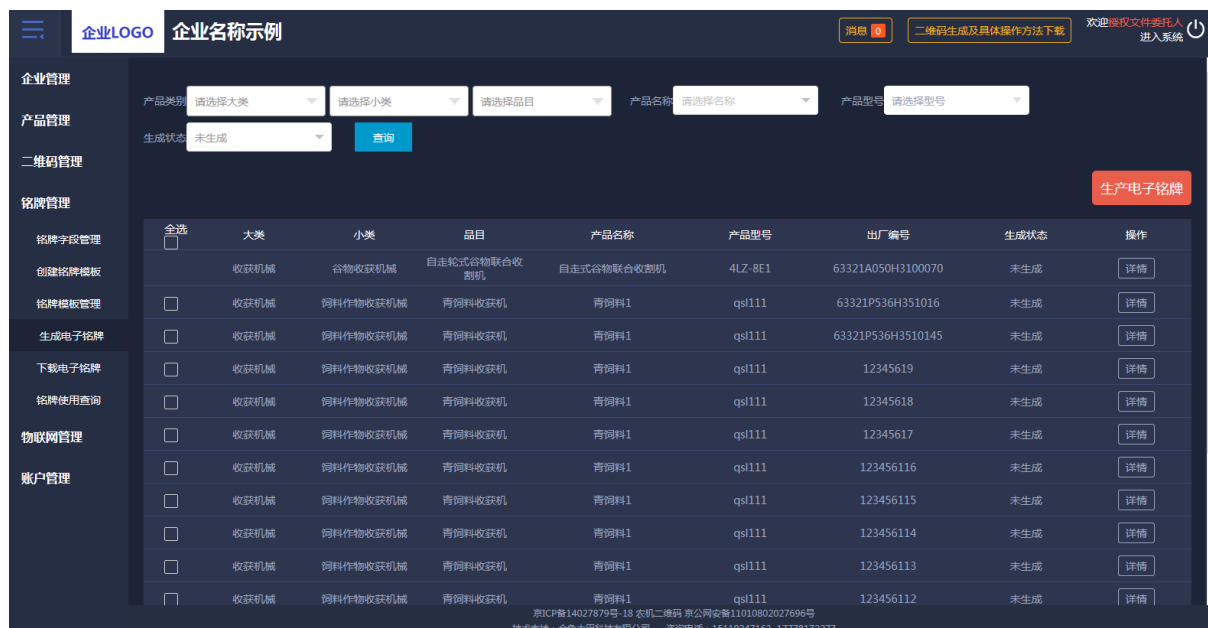 企业LOGO 企业名称示例 消息 0 二维码生成及具体操作方法下载 欢迎授权文件委托人
进入系统
企业管理
产品管理
二维码管理
铭牌管理
铭牌字段管理
创建铭牌模板
铭牌模板管理
生成电子铭牌
下载电子铭牌
铭牌使用查询
物联网管理
账户管理
产品类别 请选择大类 请选择小类 请选择品目 产品名称 请选择名称 产品型号 请选择型号
生成状态 未生成 查询
生产电子铭牌
全选 大类 小类 品目 产品名称 产品型号 出厂编号 生成状态 操作
收获机械 谷物收获机械 自走轮式谷物联合收割机 自走式谷物联合收割机 4LZ-8E1 63321A050H3100070 未生成 详情
收获机械 饲料作物收获机械 青饲料收获机 青饲料1 qsl111 63321P536H351016 未生成 详情
收获机械 饲料作物收获机械 青饲料收获机 青饲料1 qsl111 63321P536H3510145 未生成 详情
收获机械 饲料作物收获机械 青饲料收获机 青饲料1 qsl111 12345619 未生成 详情
收获机械 饲料作物收获机械 青饲料收获机 青饲料1 qsl111 12345618 未生成 详情
收获机械 饲料作物收获机械 青饲料收获机 青饲料1 qsl111 12345617 未生成 详情
收获机械 饲料作物收获机械 青饲料收获机 青饲料1 qsl111 123456116 未生成 详情
收获机械 饲料作物收获机械 青饲料收获机 青饲料1 qsl111 123456115 未生成 详情
收获机械 饲料作物收获机械 青饲料收获机 青饲料1 qsl111 123456114 未生成 详情
收获机械 饲料作物收获机械 青饲料收获机 青饲料1 qsl111 123456113 未生成 详情
收获机械 饲料作物收获机械 青饲料收获机 青饲料1 qsl111 123456112 未生成 详情
京ICP备14027879号-18 农机二维码 京公网安备11010802027696号